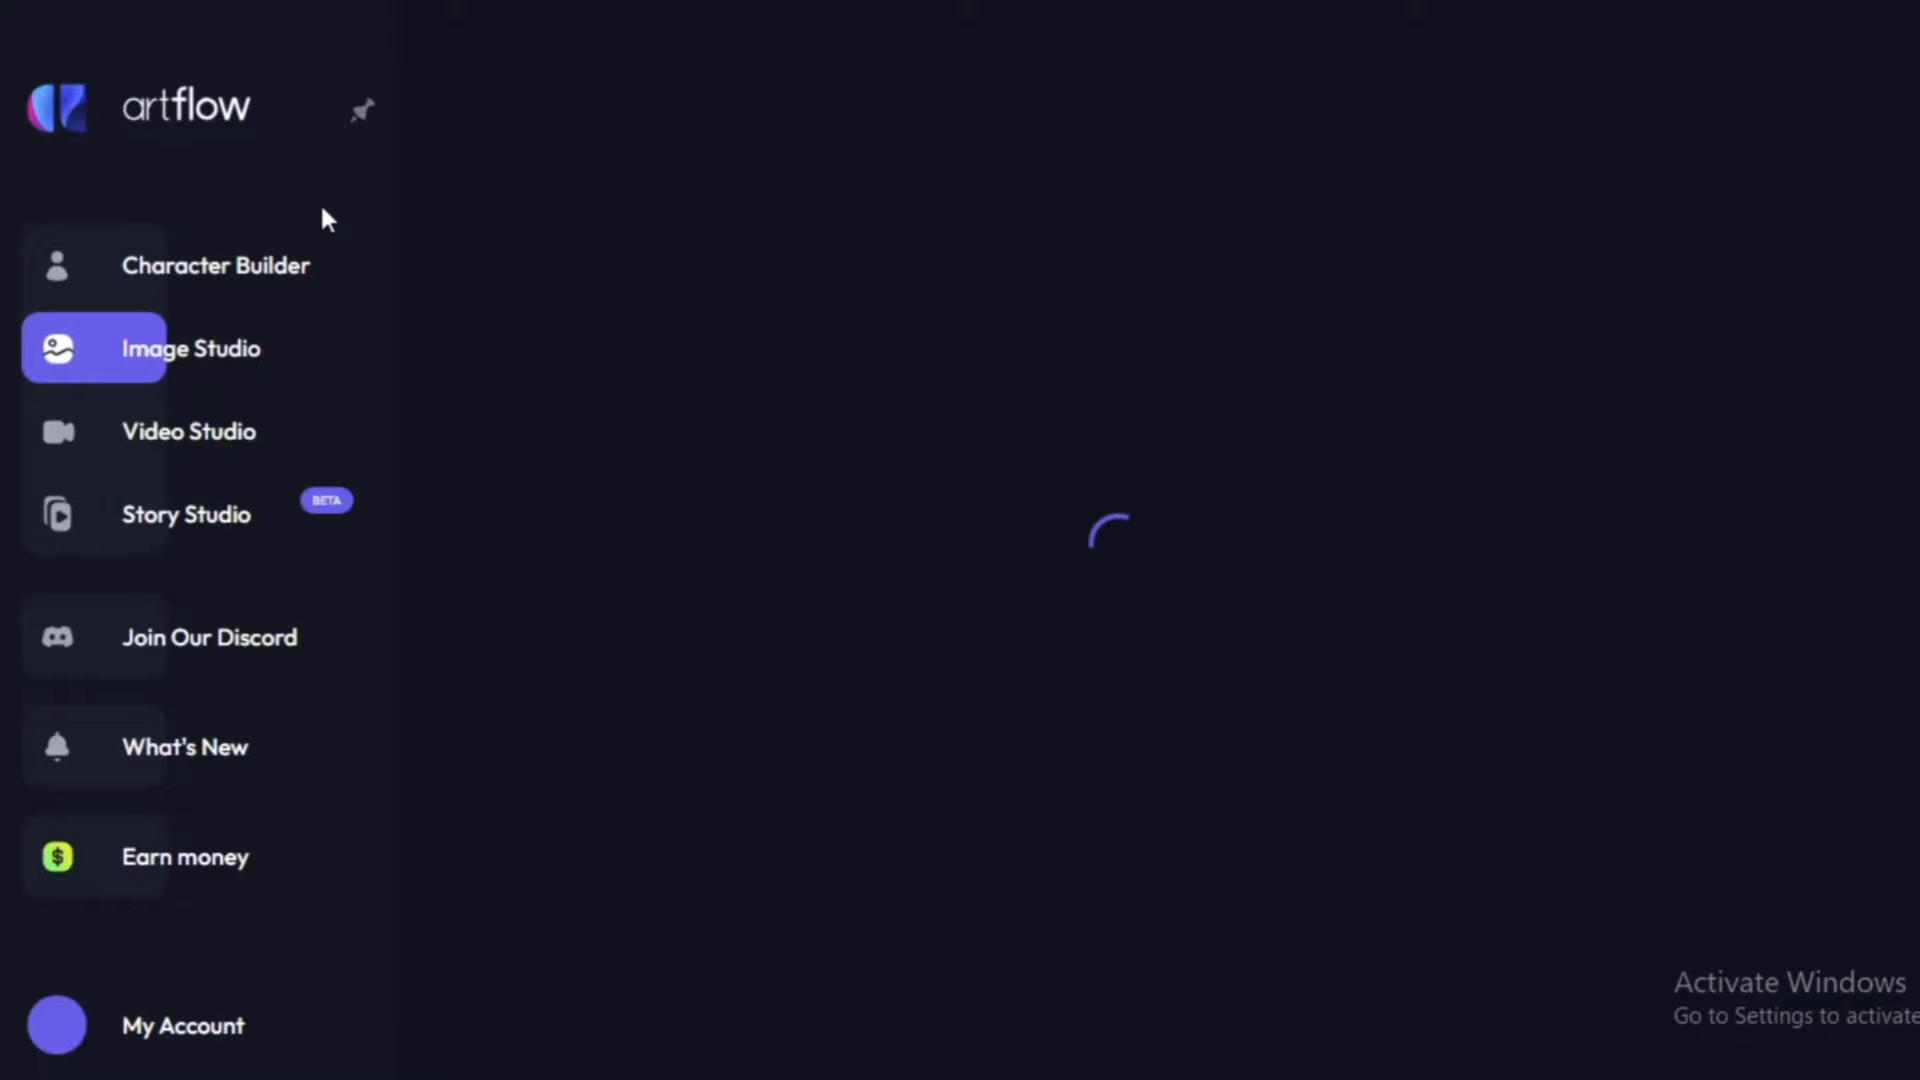 artflow
Character Builder
Image Studio
Video Studio
Story Studio
BETA
Join Our Discord
What's New
Earn money
My Account
Activate Windows
Go to Settings to activate